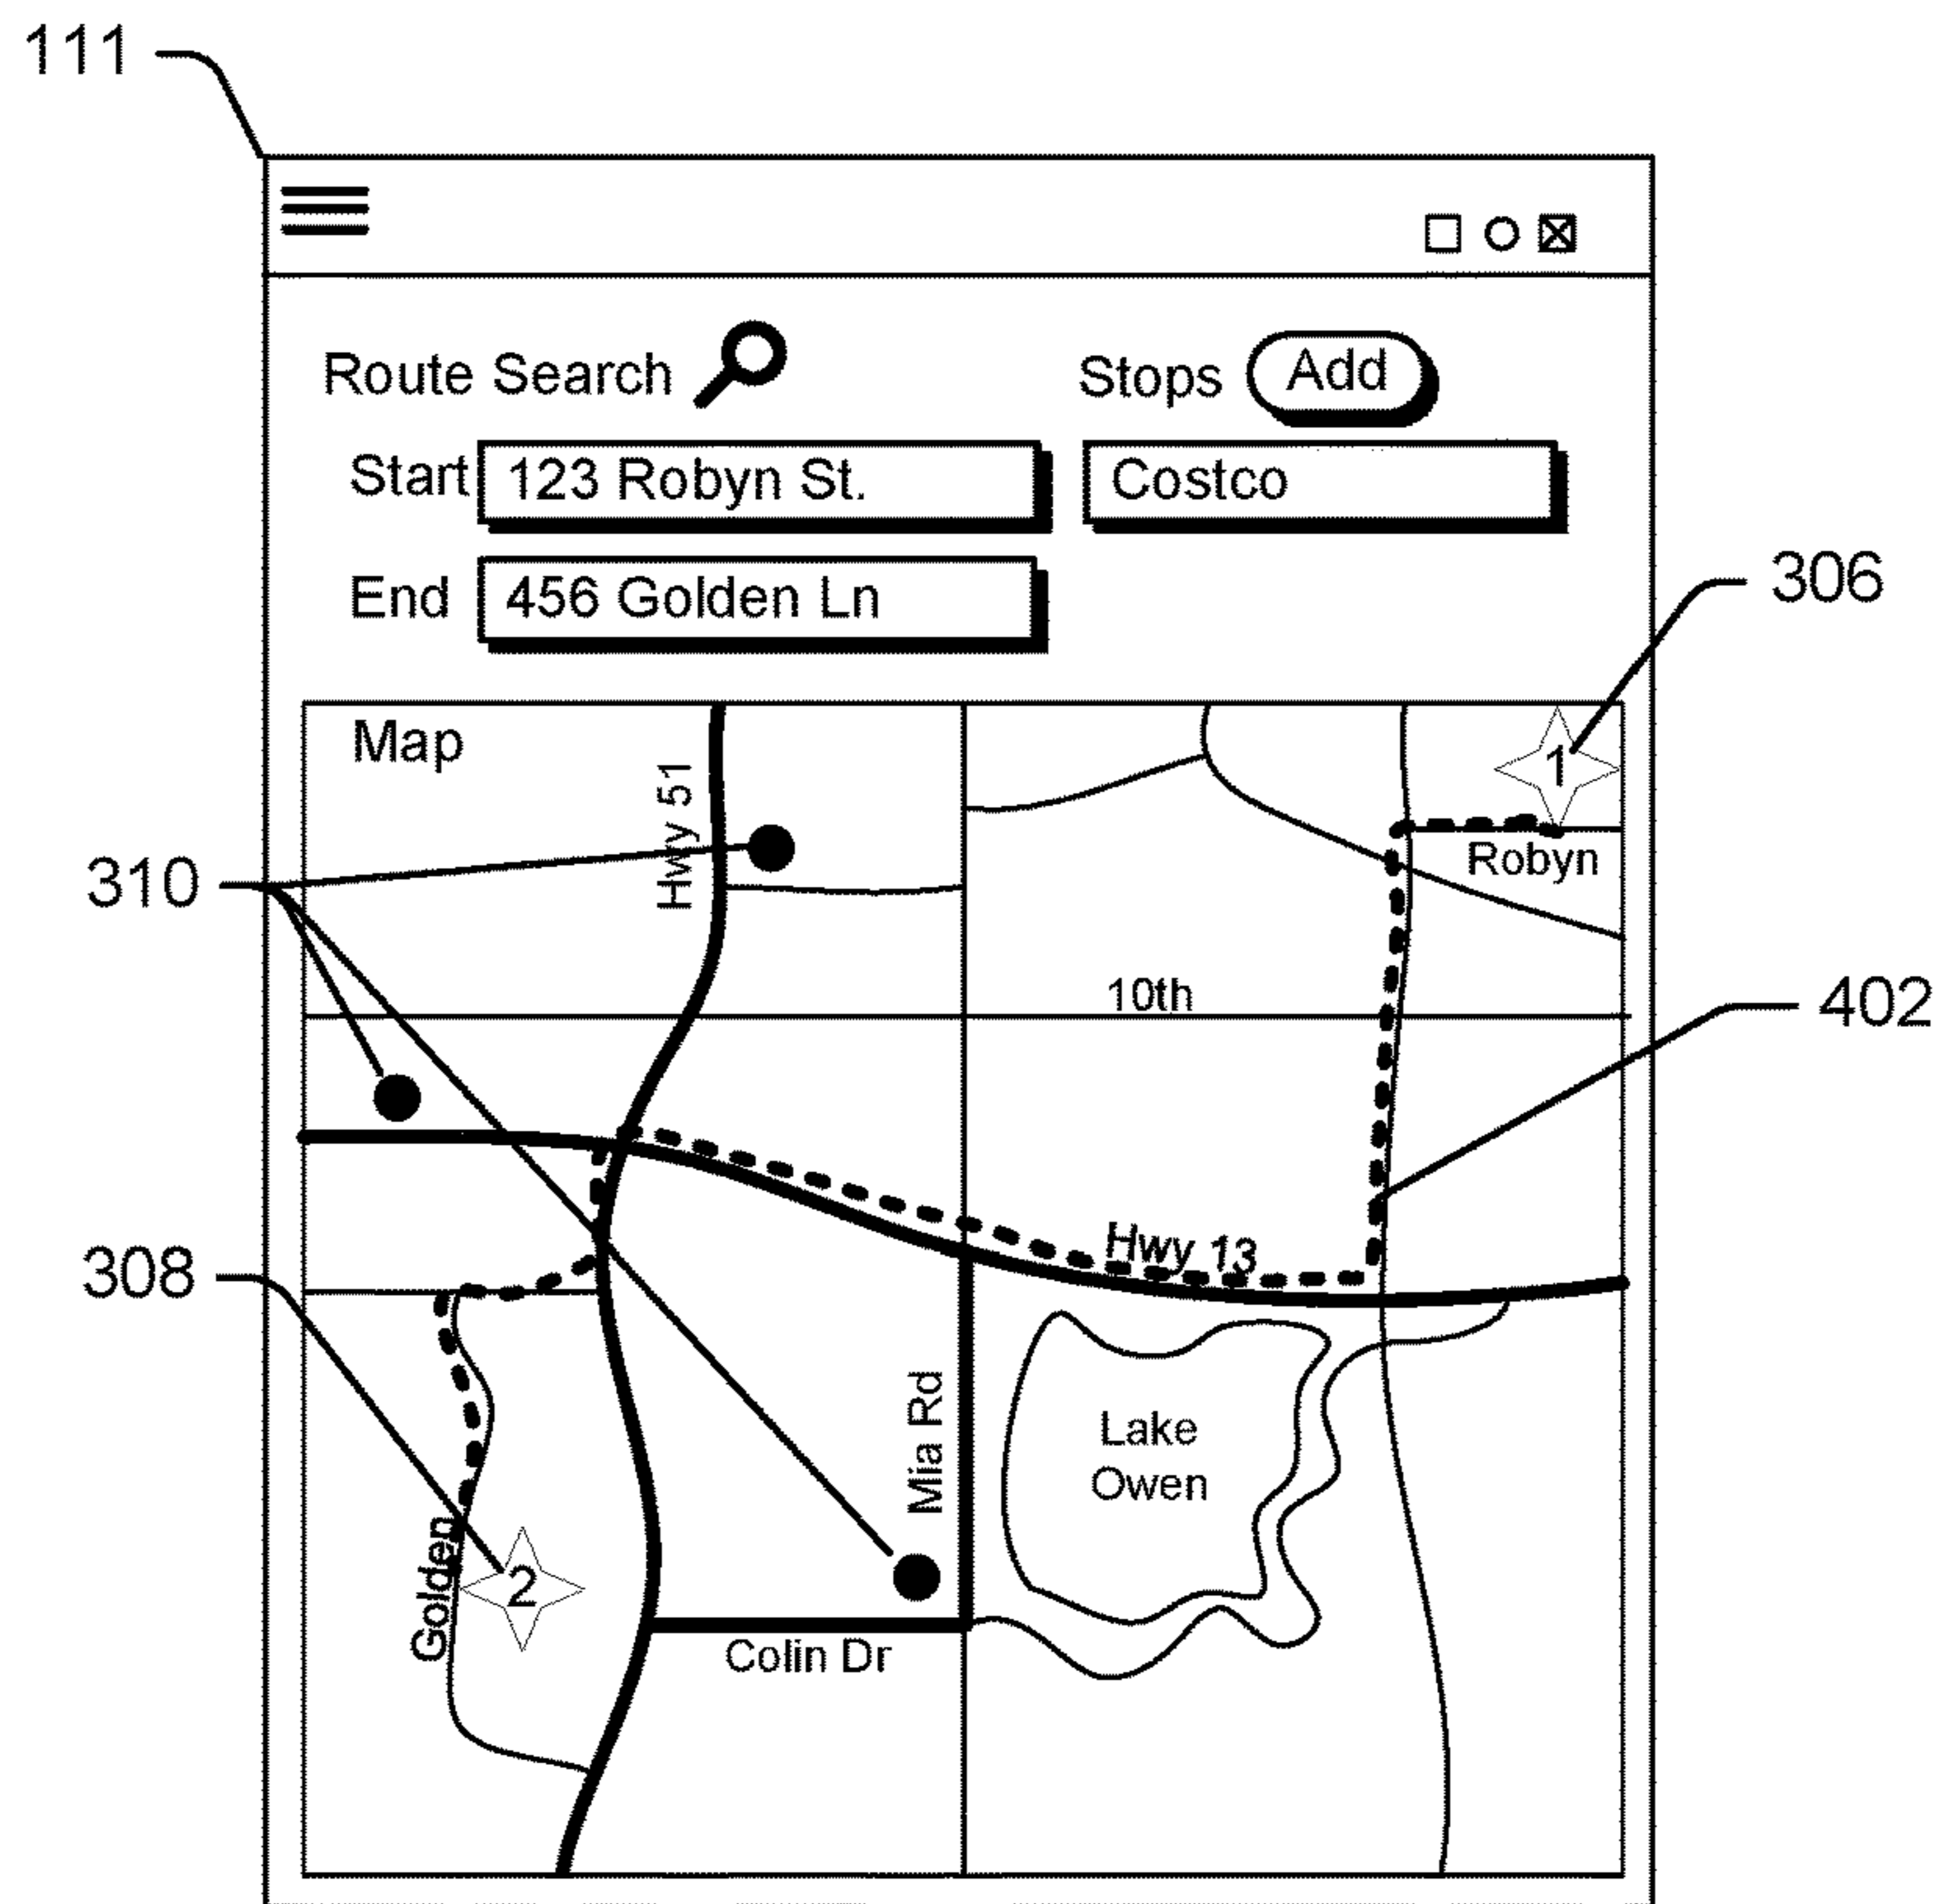 111
Route Search
Stops Add
Start 123 Robyn St.
Costco
End 456 Golden Ln
306
Map
1
Hwy 51
310
Robyn
10th
402
Hwy 13
308
Mia Rd
Lake
Owen
Golden
2
Colin Dr